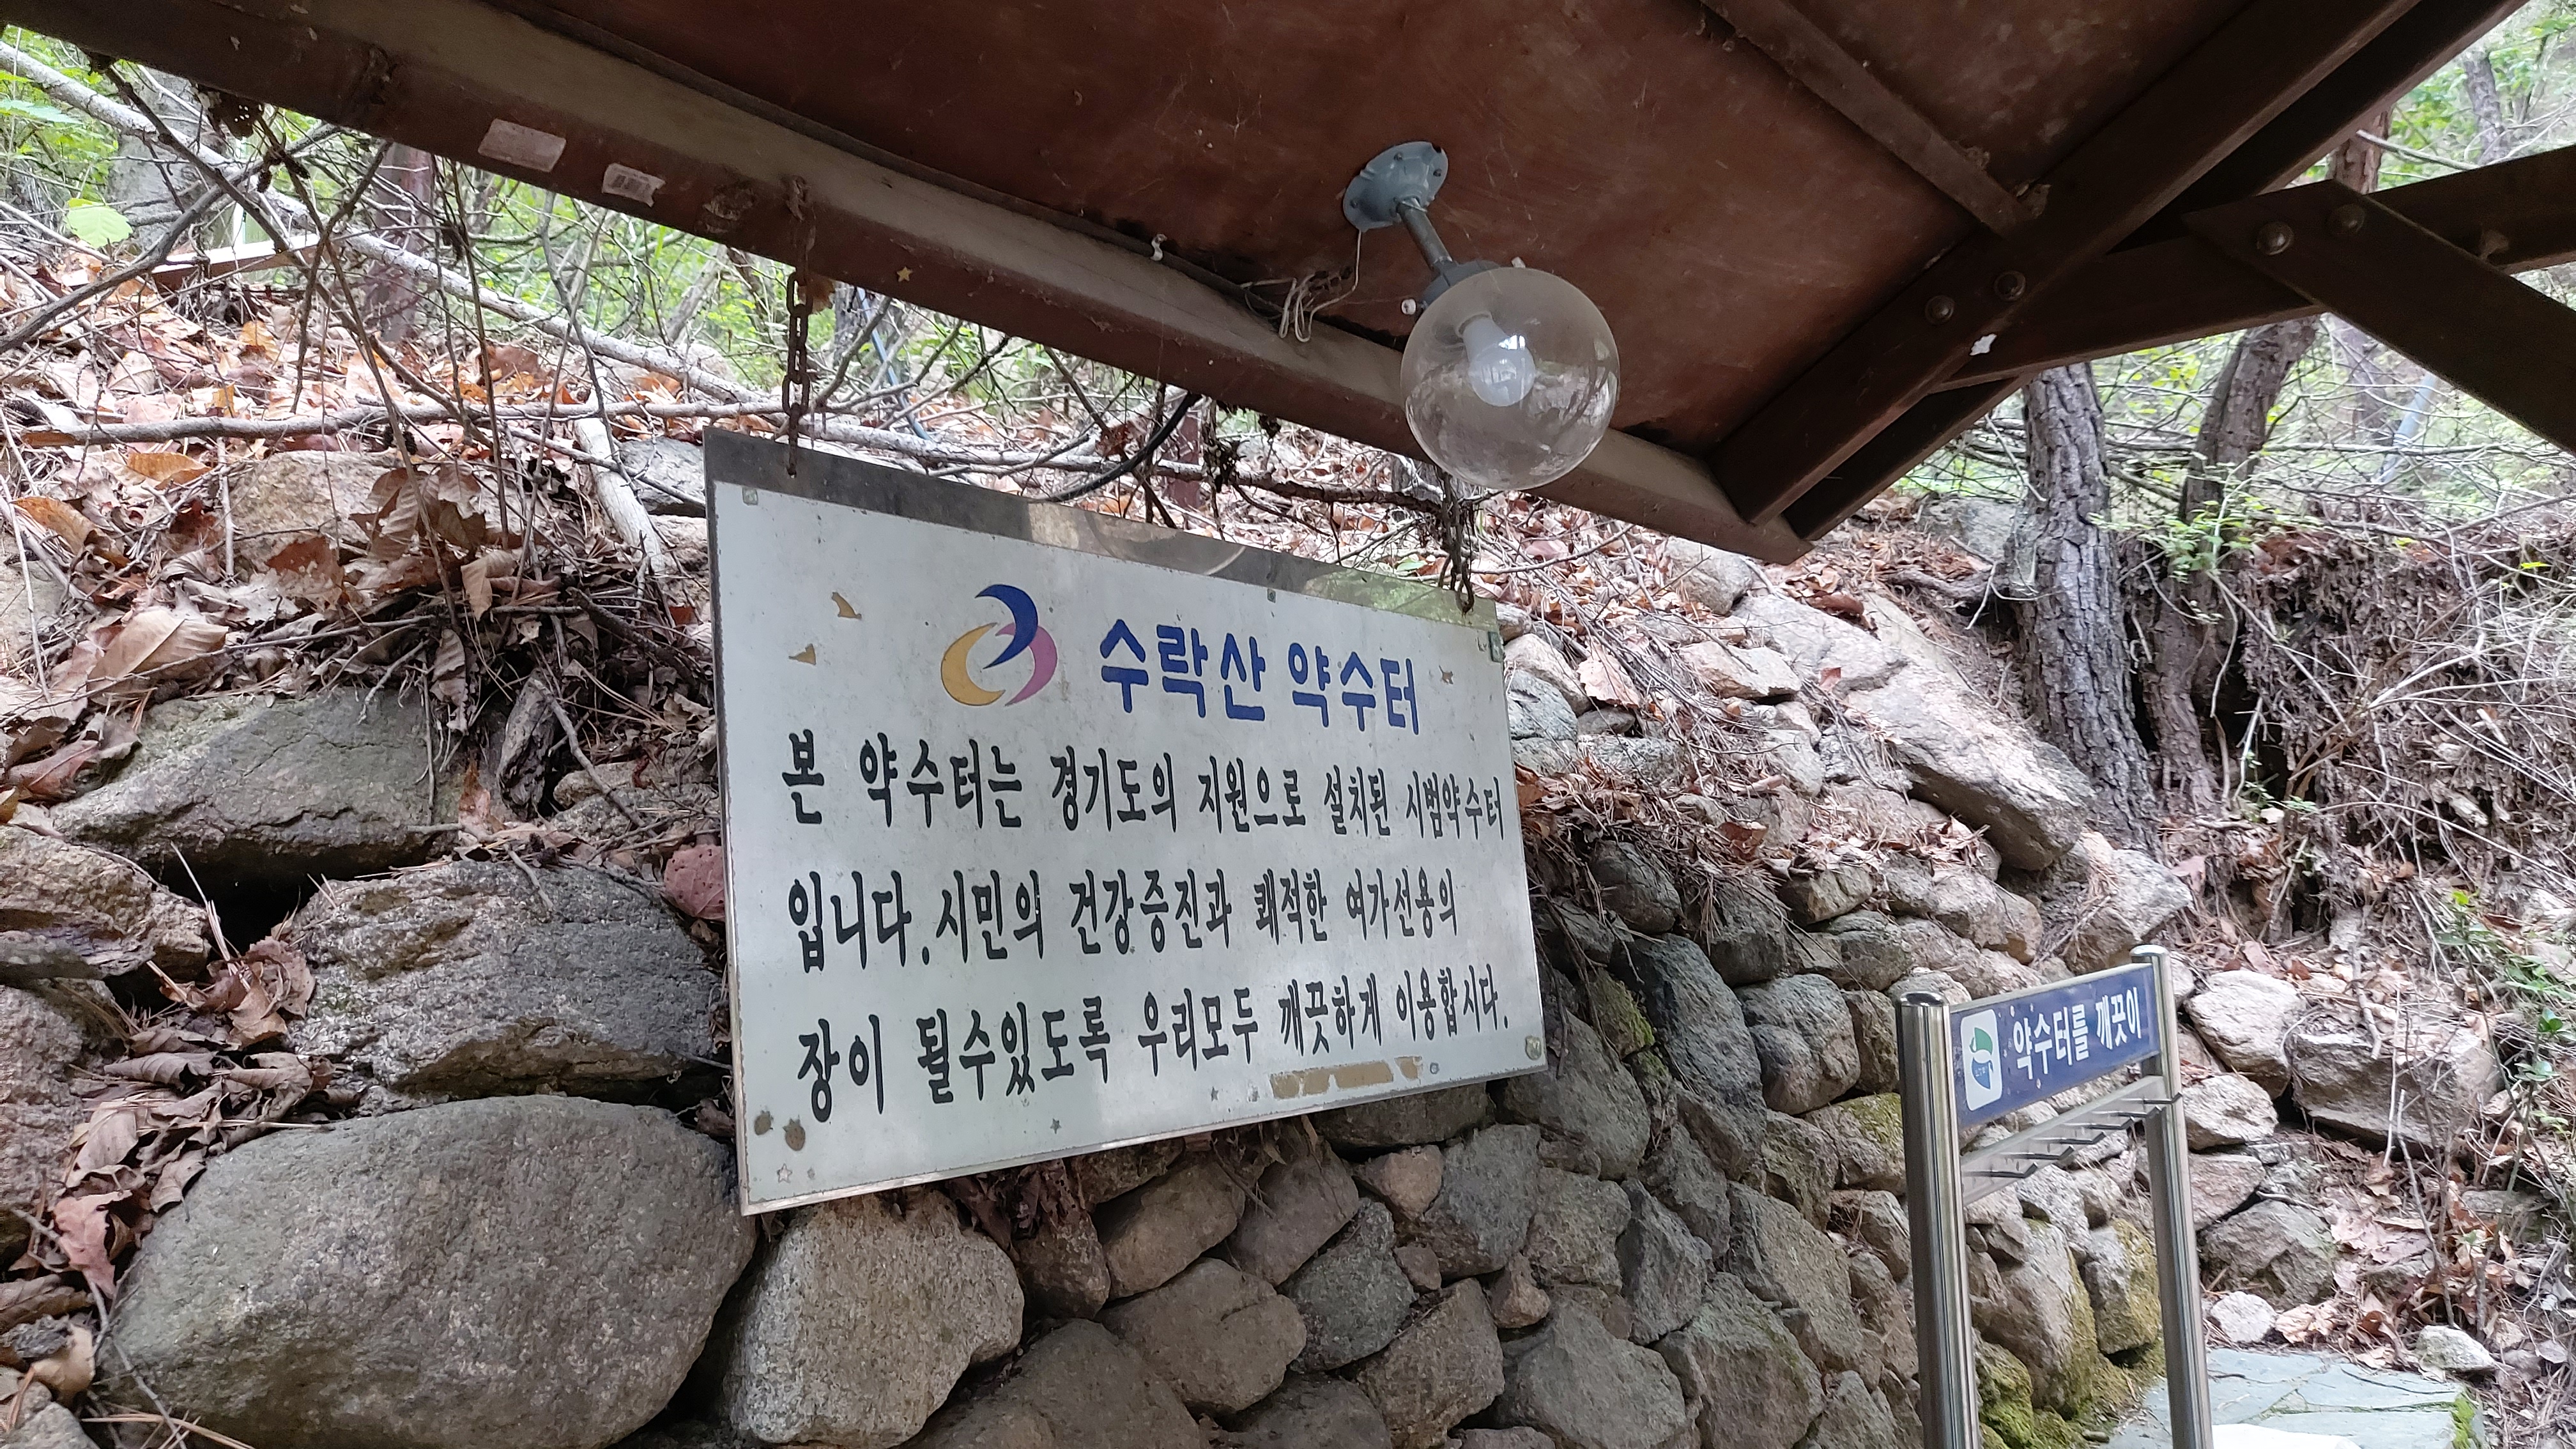 수락산 약수터
본 약수터는 경기도의 지원으로 설치된 시범약수터
입니다.시민의 건강증진과 쾌적한 여가선용의
장이 될수있도록 우리모두 깨끗하게 이용합시다.
약수터를 깨끗이